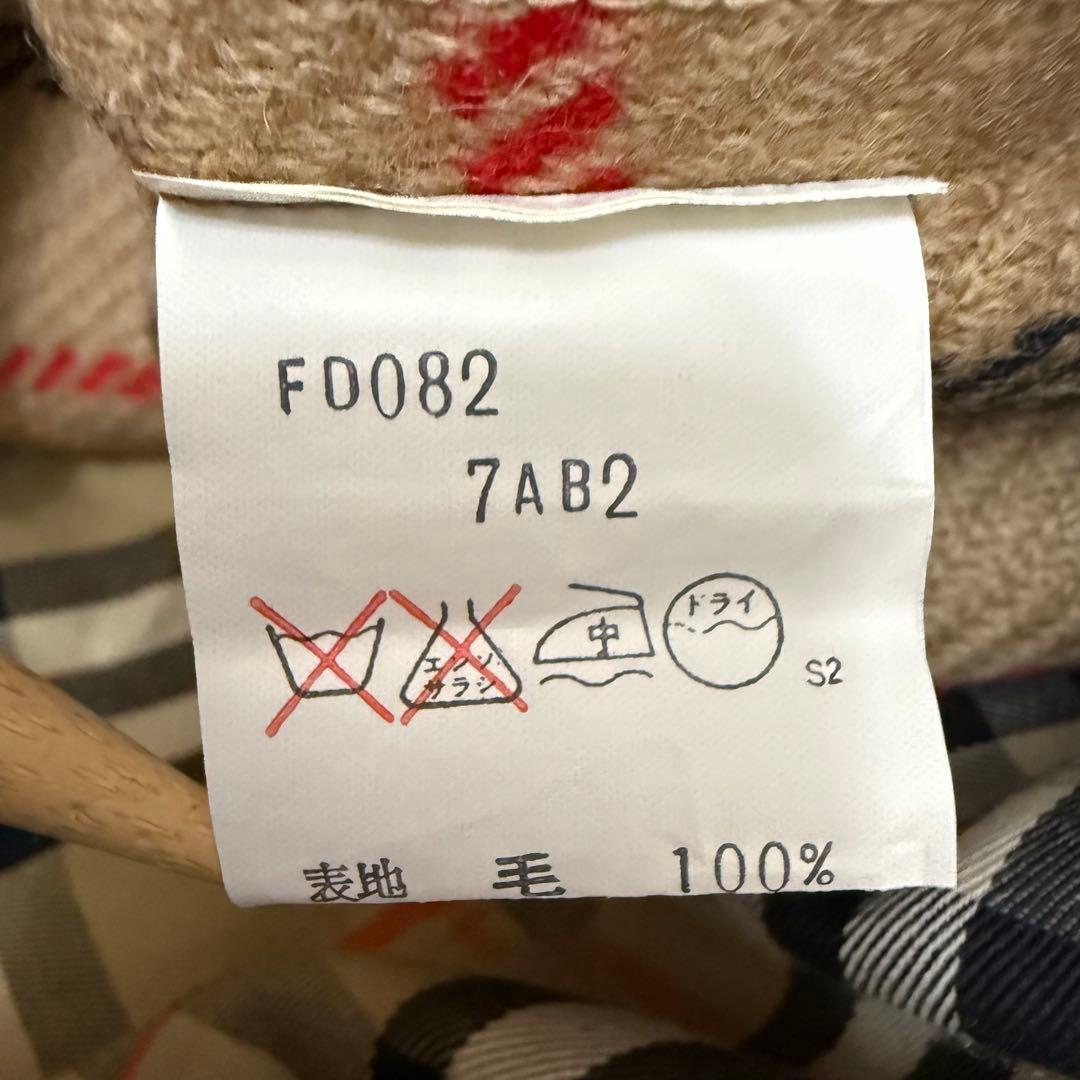 FD082
7AB2
エンソ
サラシ
中
ドライ
S2
表地 毛 100%